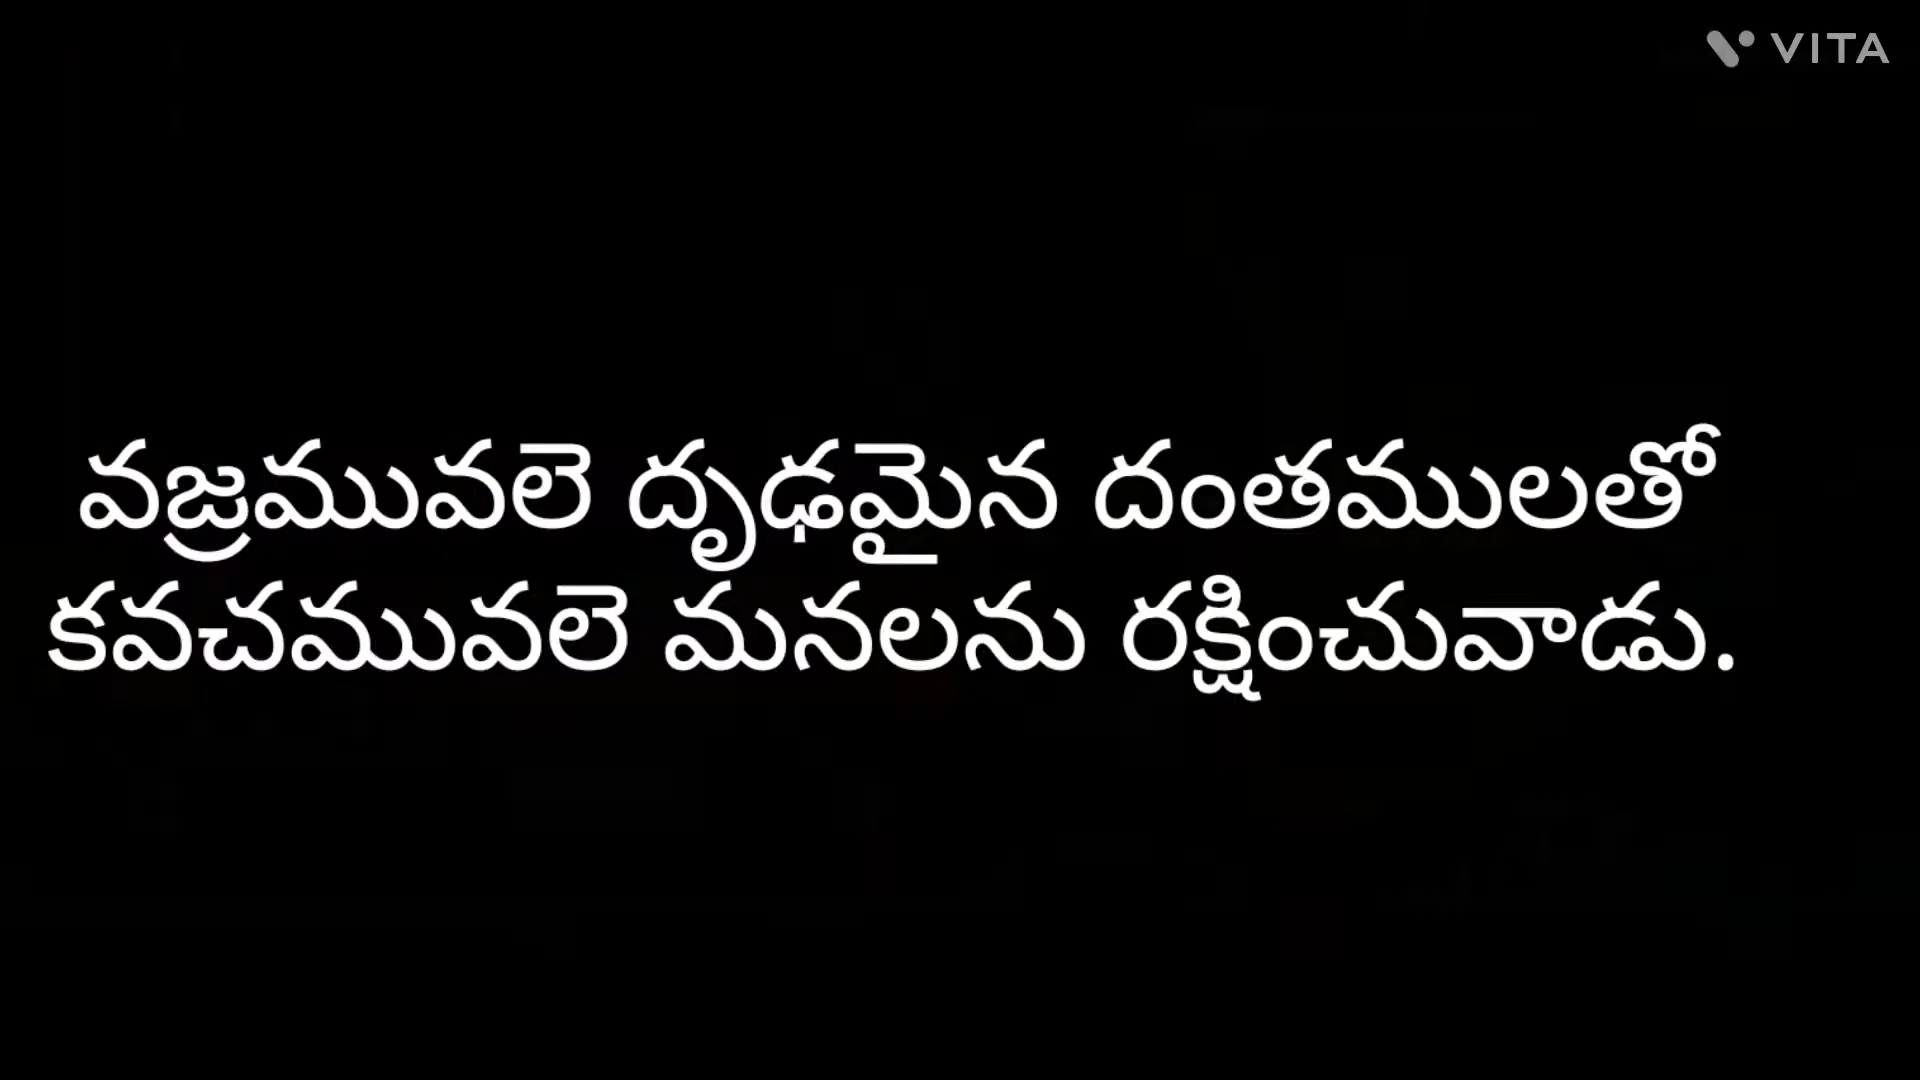 VITA
వజ్రమువలె దృఢమైన దంతములతో
కవచమువలె మనలను రక్షించువాడు.